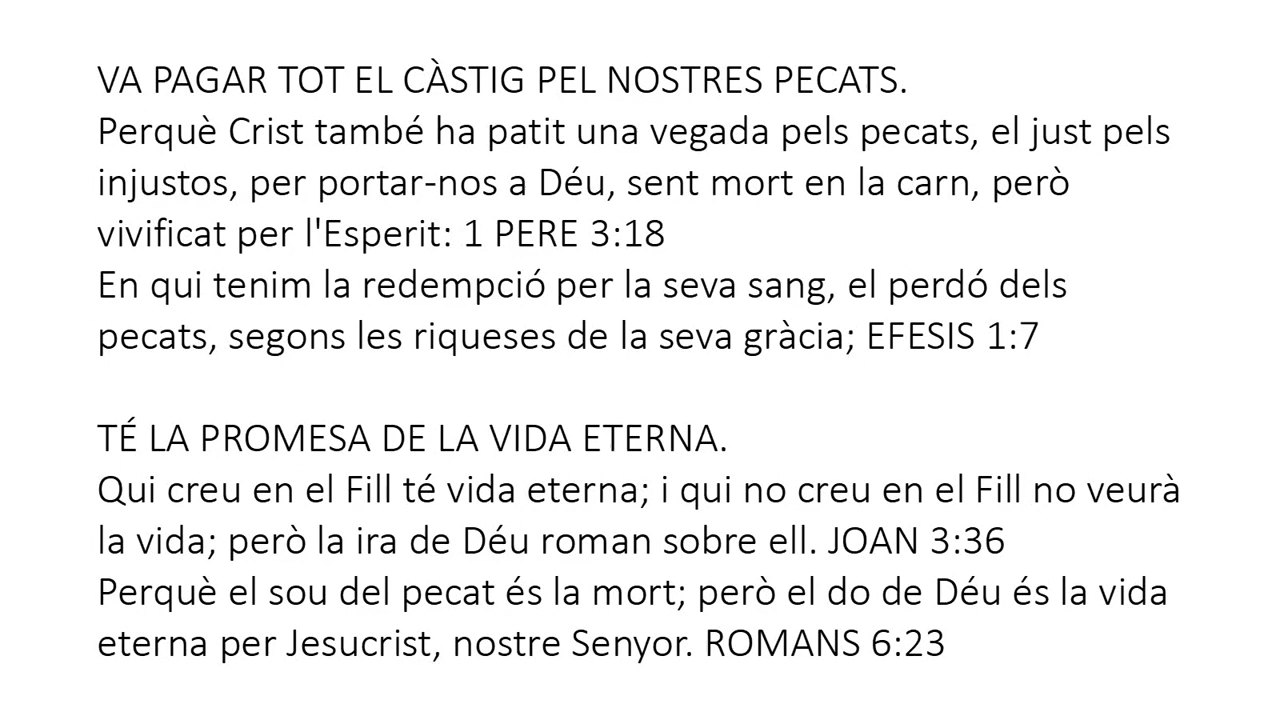 VA PAGAR TOT EL CÀSTIG PEL NOSTRES PECATS.
Perquè Crist també ha patit una vegada pels pecats, el just pels
injustos, per portar-nos a Déu, sent mort en la carn, però
vivificat per l'Esperit: 1 PERE 3:18
En qui tenim la redempció per la seva sang, el perdó dels
pecats, segons les riqueses de la seva gràcia; EFESIS 1:7
TÉ LA PROMESA DE LA VIDA ETERNA.
Qui creu en el Fill té vida eterna; i qui no creu en el Fill no veurà
la vida; però la ira de Déu roman sobre ell. JOAN 3:36
Perquè el sou del pecat és la mort; però el do de Déu és la vida
eterna per Jesucrist, nostre Senyor. ROMANS 6:23